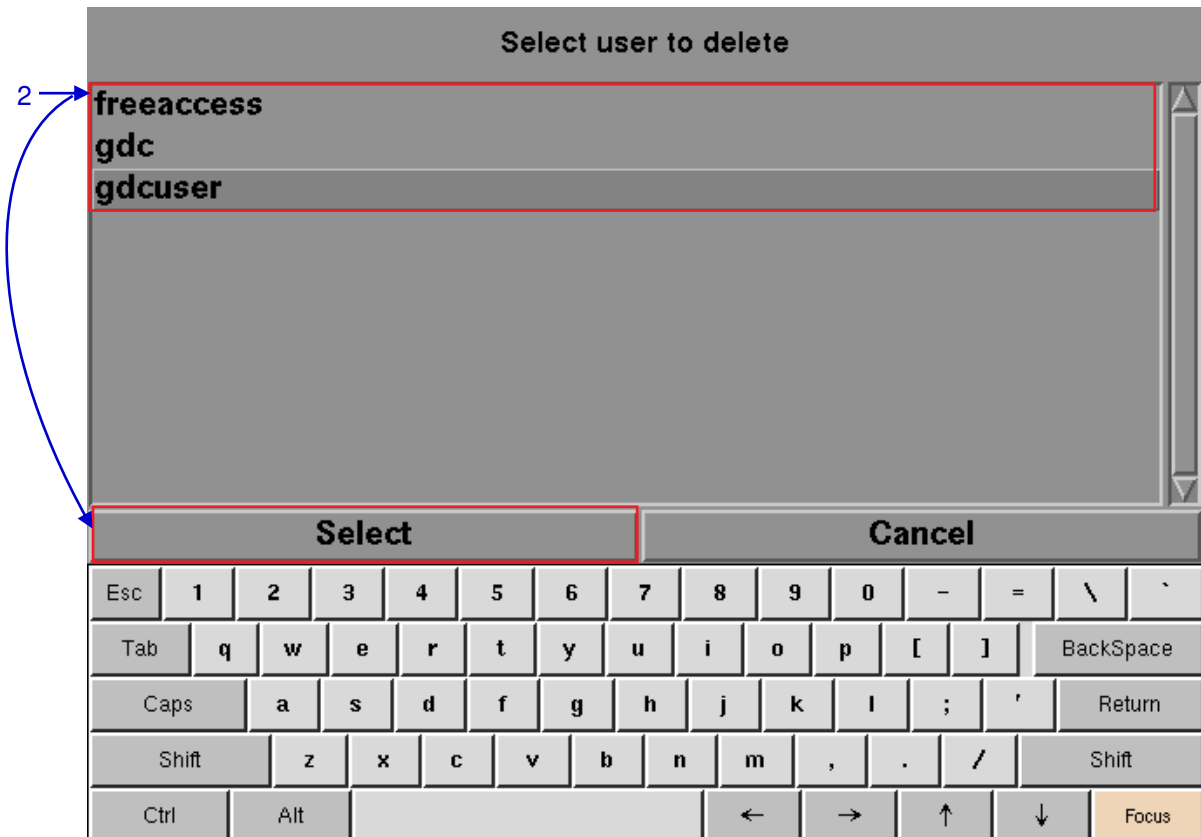 Select user to delete
2
freeaccess
gdc
gdcuser
Select Cancel
Esc 1 2 3 4 5 6 7 8 9 0 - = \ `
Tab q w e r t y u i o p [ ] BackSpace
Caps a s d f g h j k l ; ' Return
Shift z x c v b n m , . / Shift
Ctrl Alt ← → ↑ ↓ Focus